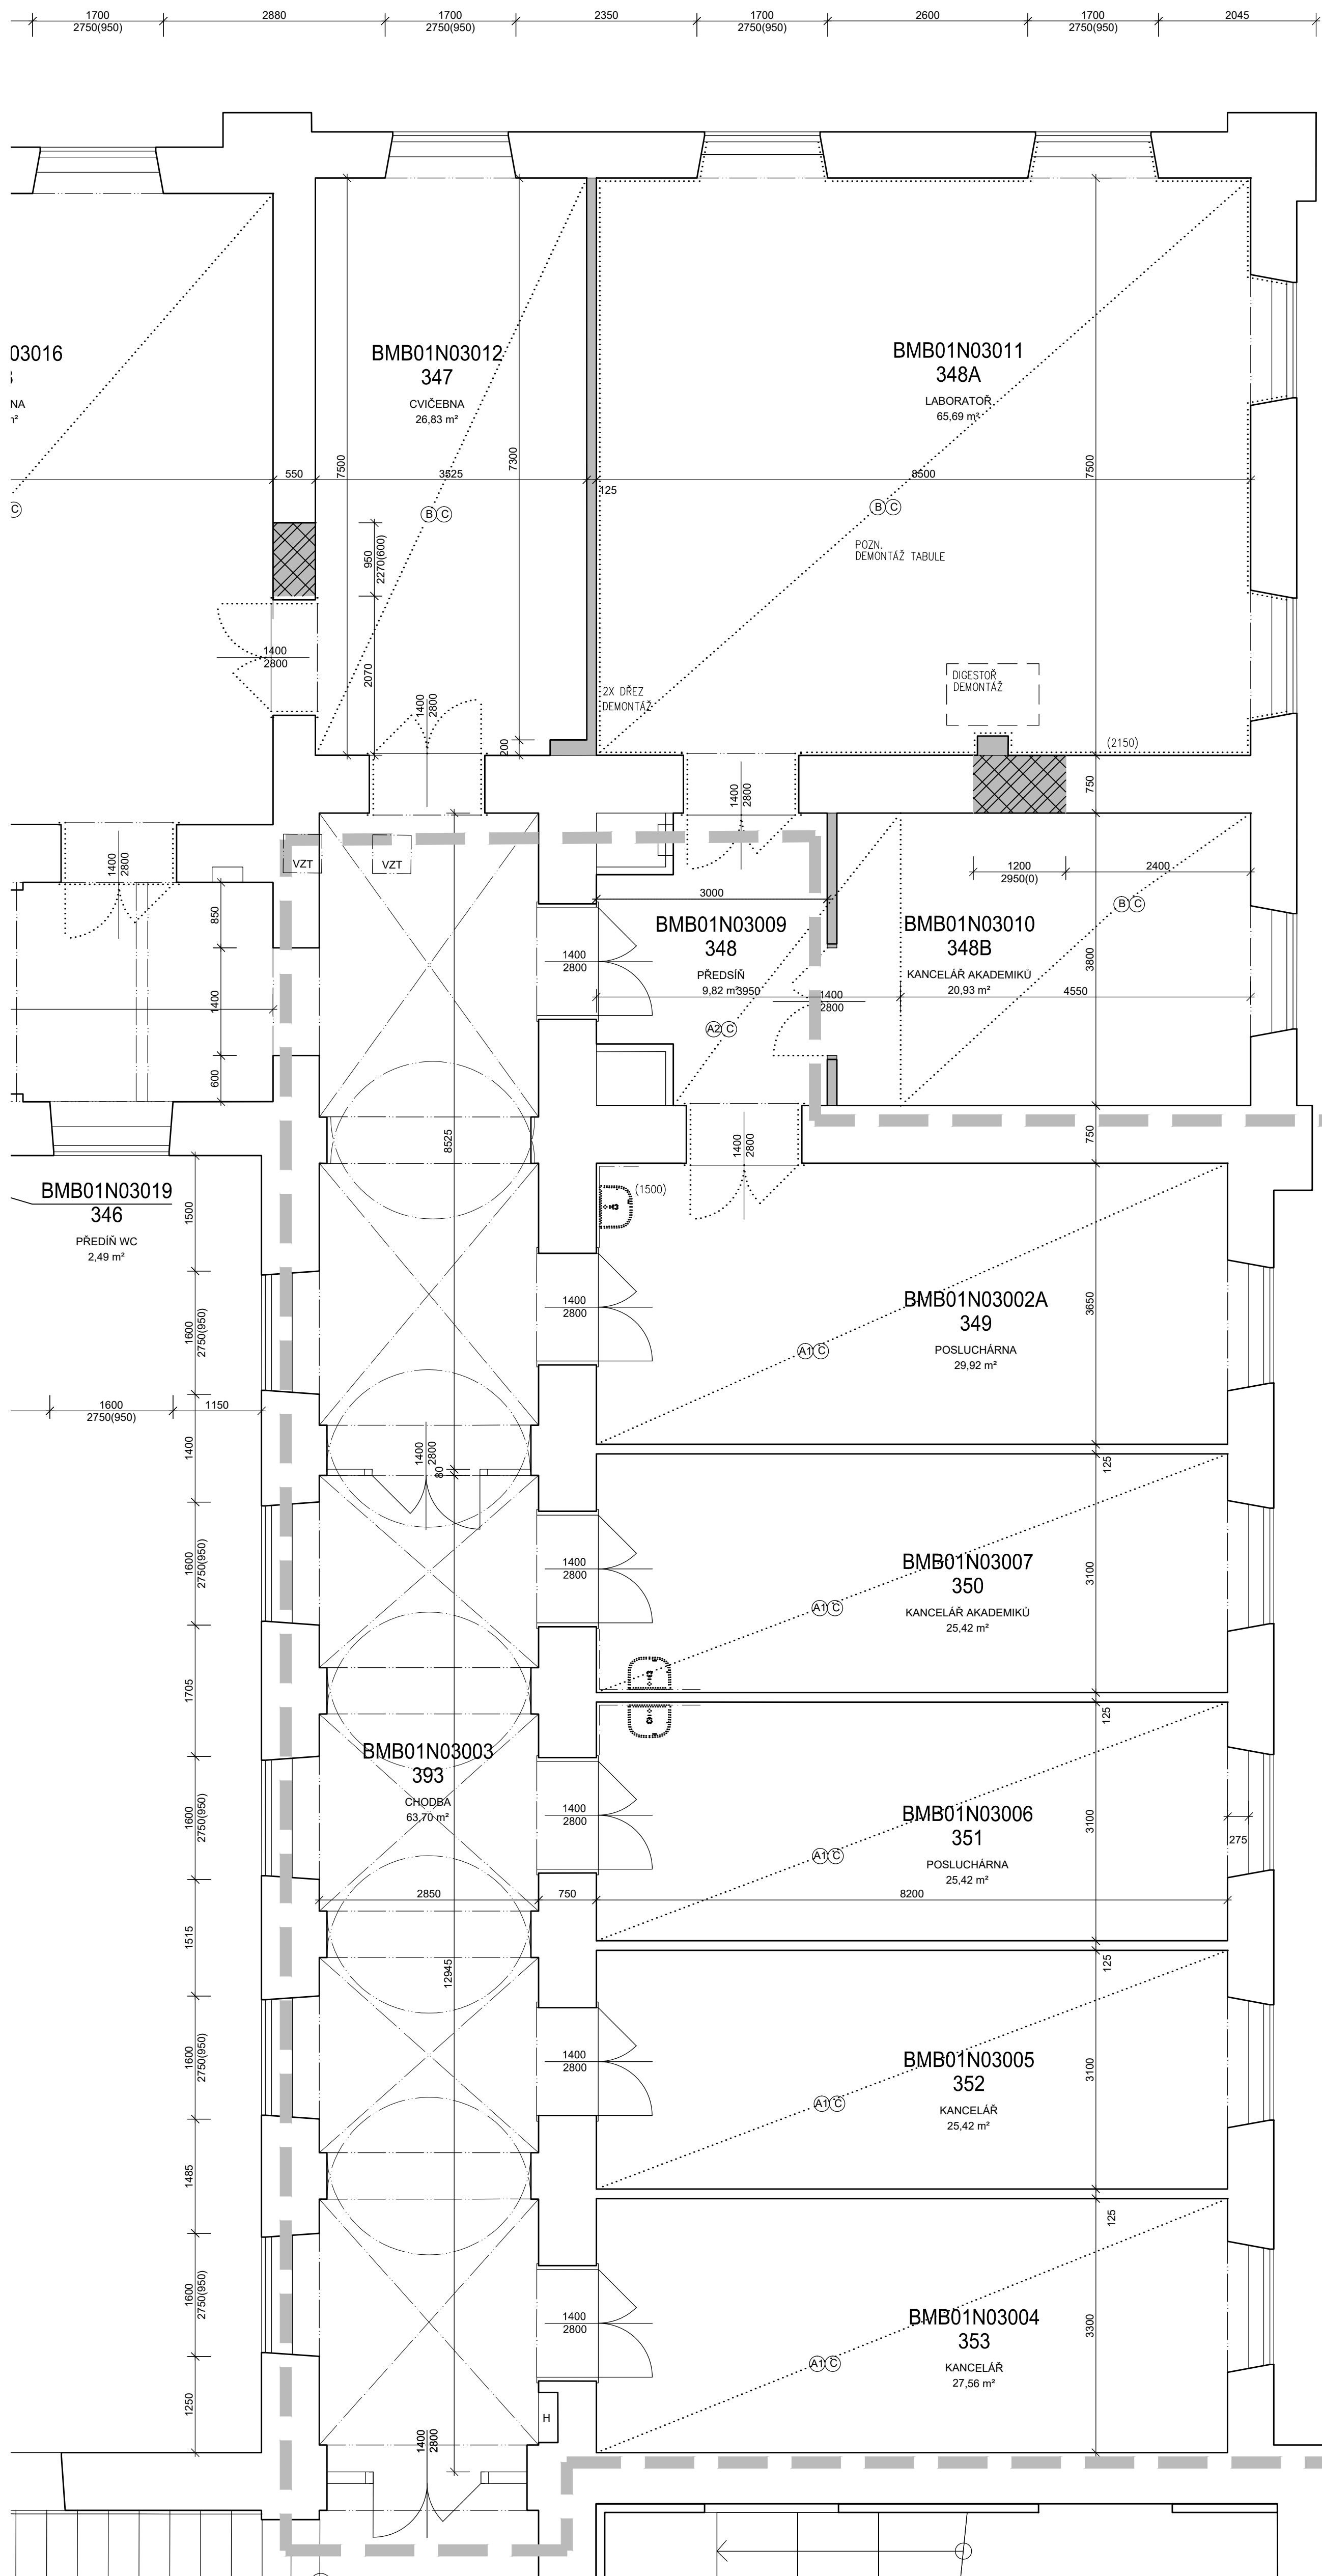 1700
2750(950)
2880
1700
2750(950)
2350
1700
2750(950)
2600
1700
2750(950)
2045
03016
NA
C
BMB01N03012
347
CVIČEBNA
26,83 m²
BMB01N03011
348A
LABORATOŘ
65,69 m²
550
7500
3525
7300
125
8500
7500
B C
B C
POZN.
DEMONTÁŽ TABULE
950
2270(600)
1400
2800
2070
1400
2800
200
2X DŘEZ
DEMONTÁŽ
DIGESTOŘ
DEMONTÁŽ
(2150)
1400
2800
750
VZT
VZT
1400
2800
850
1400
600
3000
1400
2800
BMB01N03009
348
PŘEDSÍŇ
9,82 m²
3950
A2 C
1400
2800
1200
2950(0)
2400
B C
BMB01N03010
348B
KANCELÁŘ AKADEMIKŮ
20,93 m²
3800
4550
8525
1400
2800
750
BMB01N03019
346
PŘEDÍŇ WC
2,49 m²
1500
(1500)
1400
2800
BMB01N03002A
349
POSLUCHÁRNA
29,92 m²
A1 C
3650
1600
2750(950)
1600
2750(950)
1150
1400
1400
2800
80
125
1600
2750(950)
1400
2800
BMB01N03007
350
KANCELÁŘ AKADEMIKŮ
25,42 m²
A1 C
3100
1705
125
BMB01N03003
393
CHODBA
63,70 m²
1600
2750(950)
1400
2800
BMB01N03006
351
POSLUCHÁRNA
25,42 m²
A1 C
3100
275
2850
750
8200
1515
12945
125
1600
2750(950)
1400
2800
BMB01N03005
352
KANCELÁŘ
25,42 m²
A1 C
3100
1485
125
1600
2750(950)
1400
2800
BMB01N03004
353
KANCELÁŘ
27,56 m²
A1 C
3300
1250
H
1400
2800